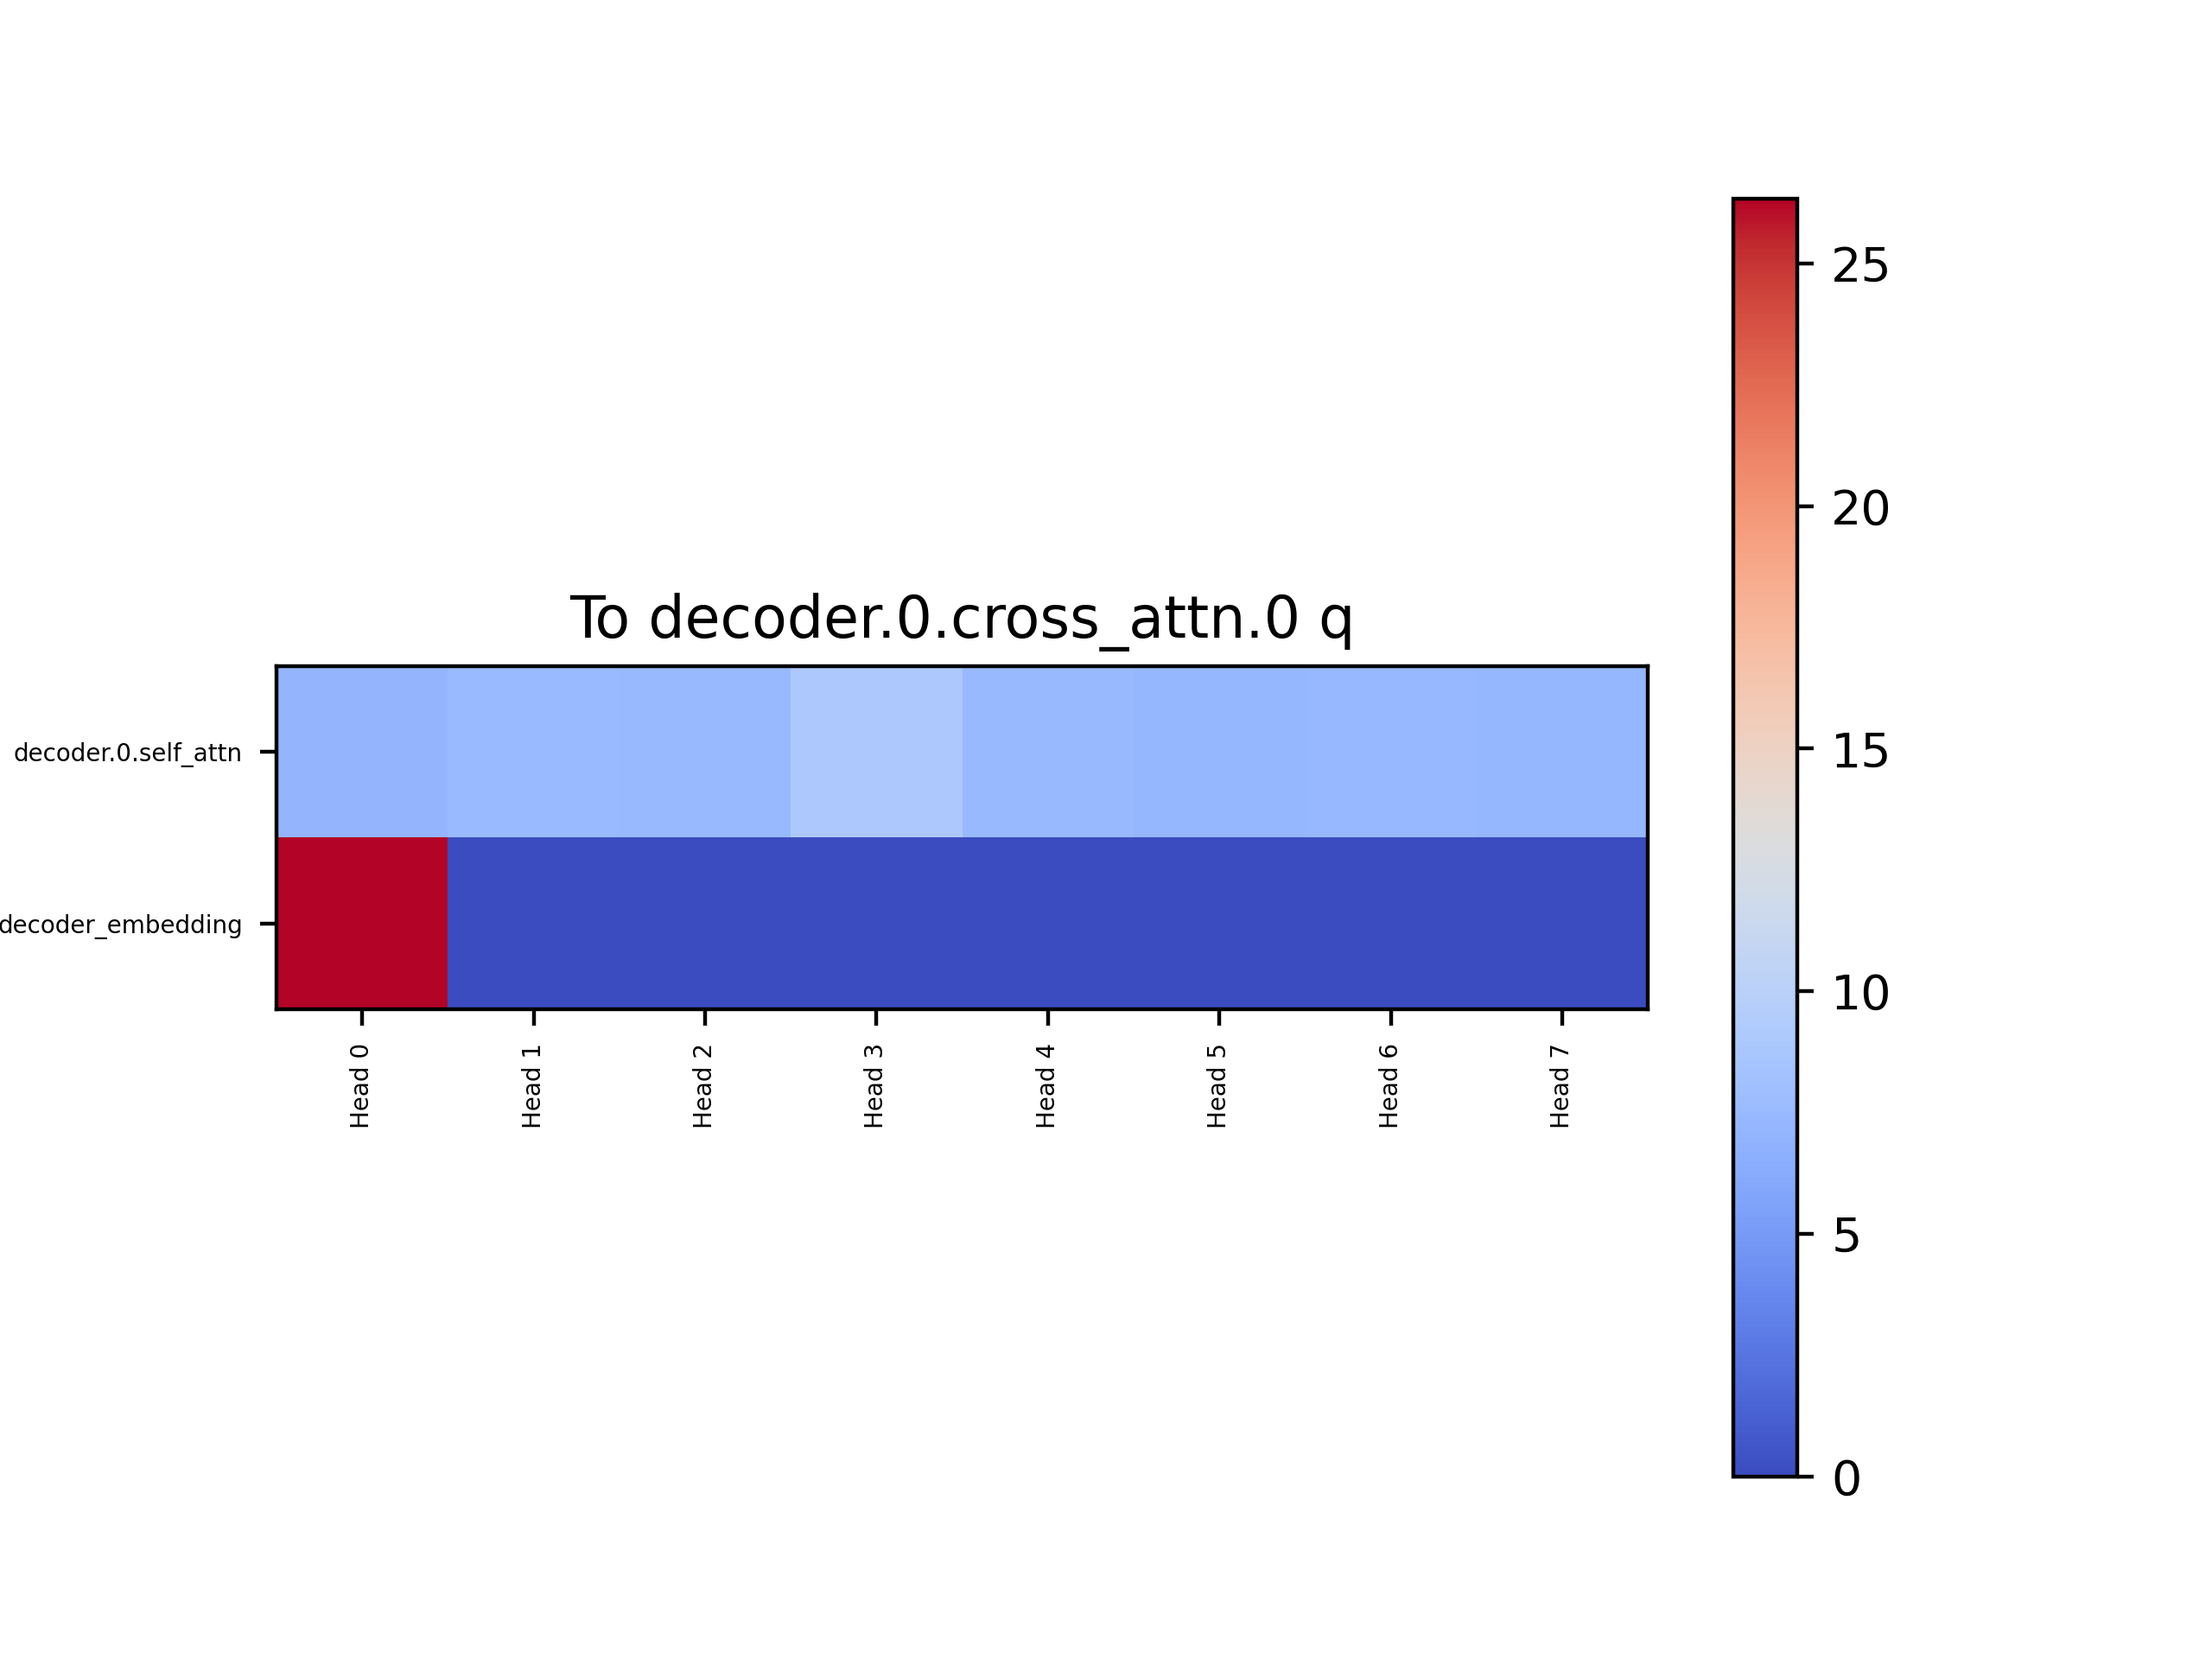 To decoder.0.cross_attn.0 q
decoder.0.self_attn
decoder_embedding
Head 0
Head 1
Head 2
Head 3
Head 4
Head 5
Head 6
Head 7
25
20
15
10
5
0